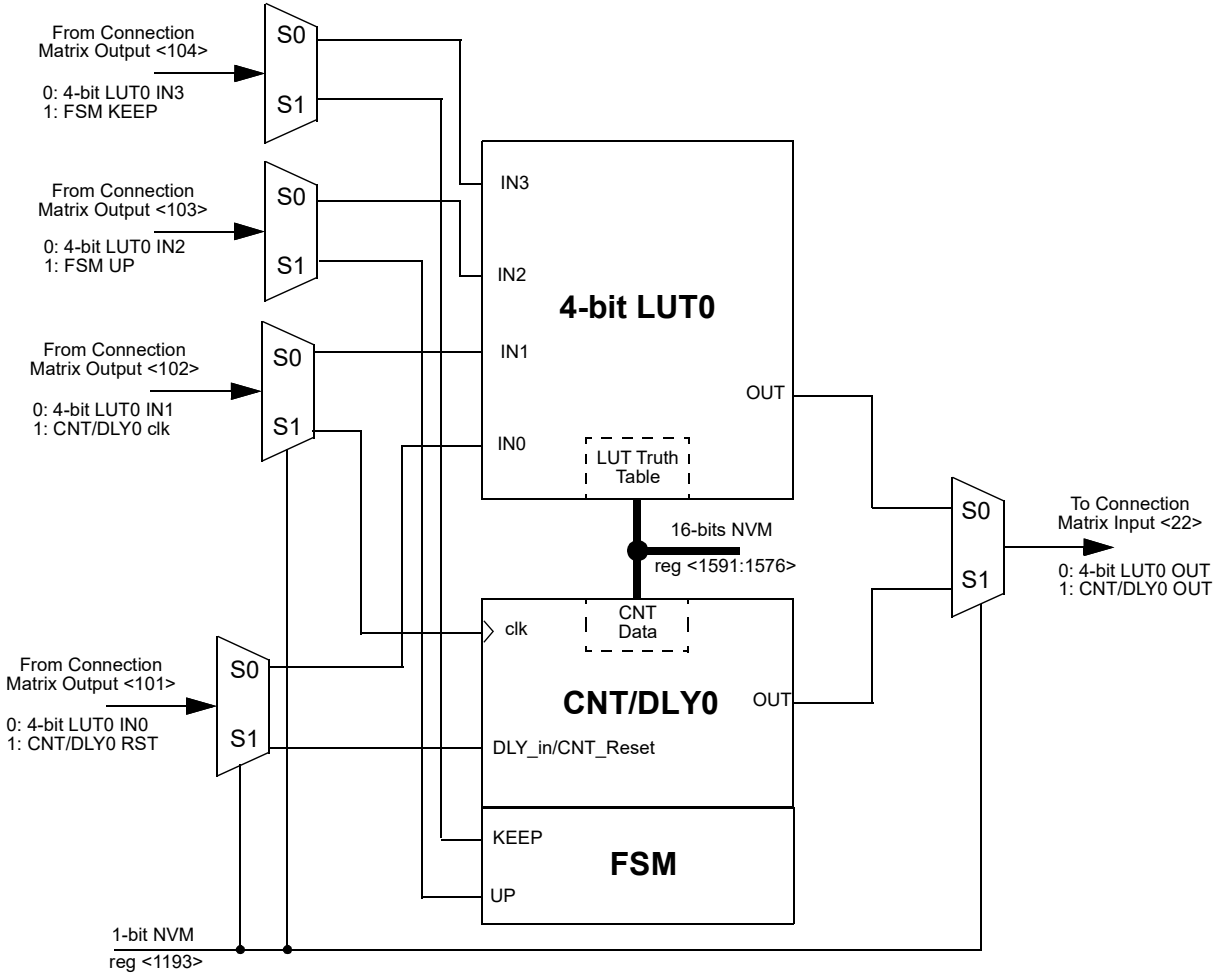 From Connection
Matrix Output <104>
0: 4-bit LUT0 IN3
1: FSM KEEP
S0
S1
From Connection
Matrix Output <103>
0: 4-bit LUT0 IN2
1: FSM UP
S0
S1
From Connection
Matrix Output <102>
0: 4-bit LUT0 IN1
1: CNT/DLY0 clk
S0
S1
From Connection
Matrix Output <101>
0: 4-bit LUT0 IN0
1: CNT/DLY0 RST
S0
S1
IN3
IN2
IN1
IN0
4-bit LUT0
OUT
LUT Truth
Table
16-bits NVM
reg <1591:1576>
CNT
Data
clk
CNT/DLY0
OUT
DLY_in/CNT_Reset
KEEP
FSM
UP
S0
S1
To Connection
Matrix Input <22>
0: 4-bit LUT0 OUT
1: CNT/DLY0 OUT
1-bit NVM
reg <1193>